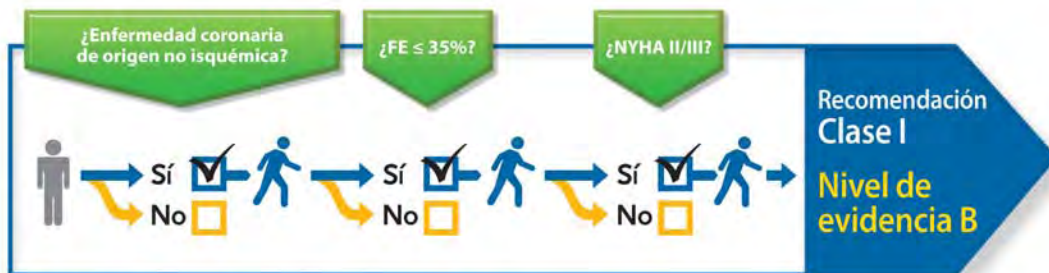 ¿Enfermedad coronaria
de origen no isquémica?
¿FE ≤ 35%?
¿NYHA II/III?
Sí
No
Sí
No
Sí
No
Recomendación
Clase I
Nivel de
evidencia B